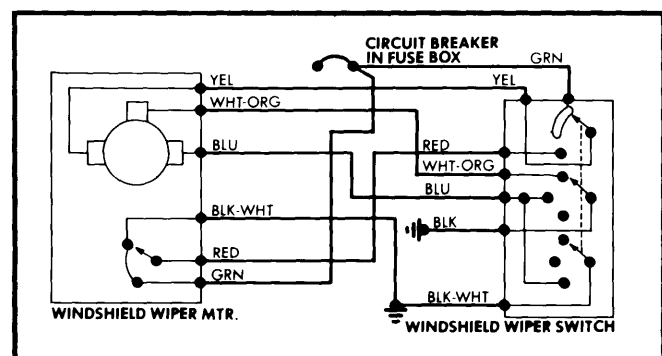 CIRCUIT BREAKER
IN FUSE BOX
GRN
YEL
YEL
WHT-ORG
BLU
RED
WHT-ORG
BLU
BLK-WHT
BLK
RED
GRN
BLK-WHT
WINDSHIELD WIPER MTR.
WINDSHIELD WIPER SWITCH